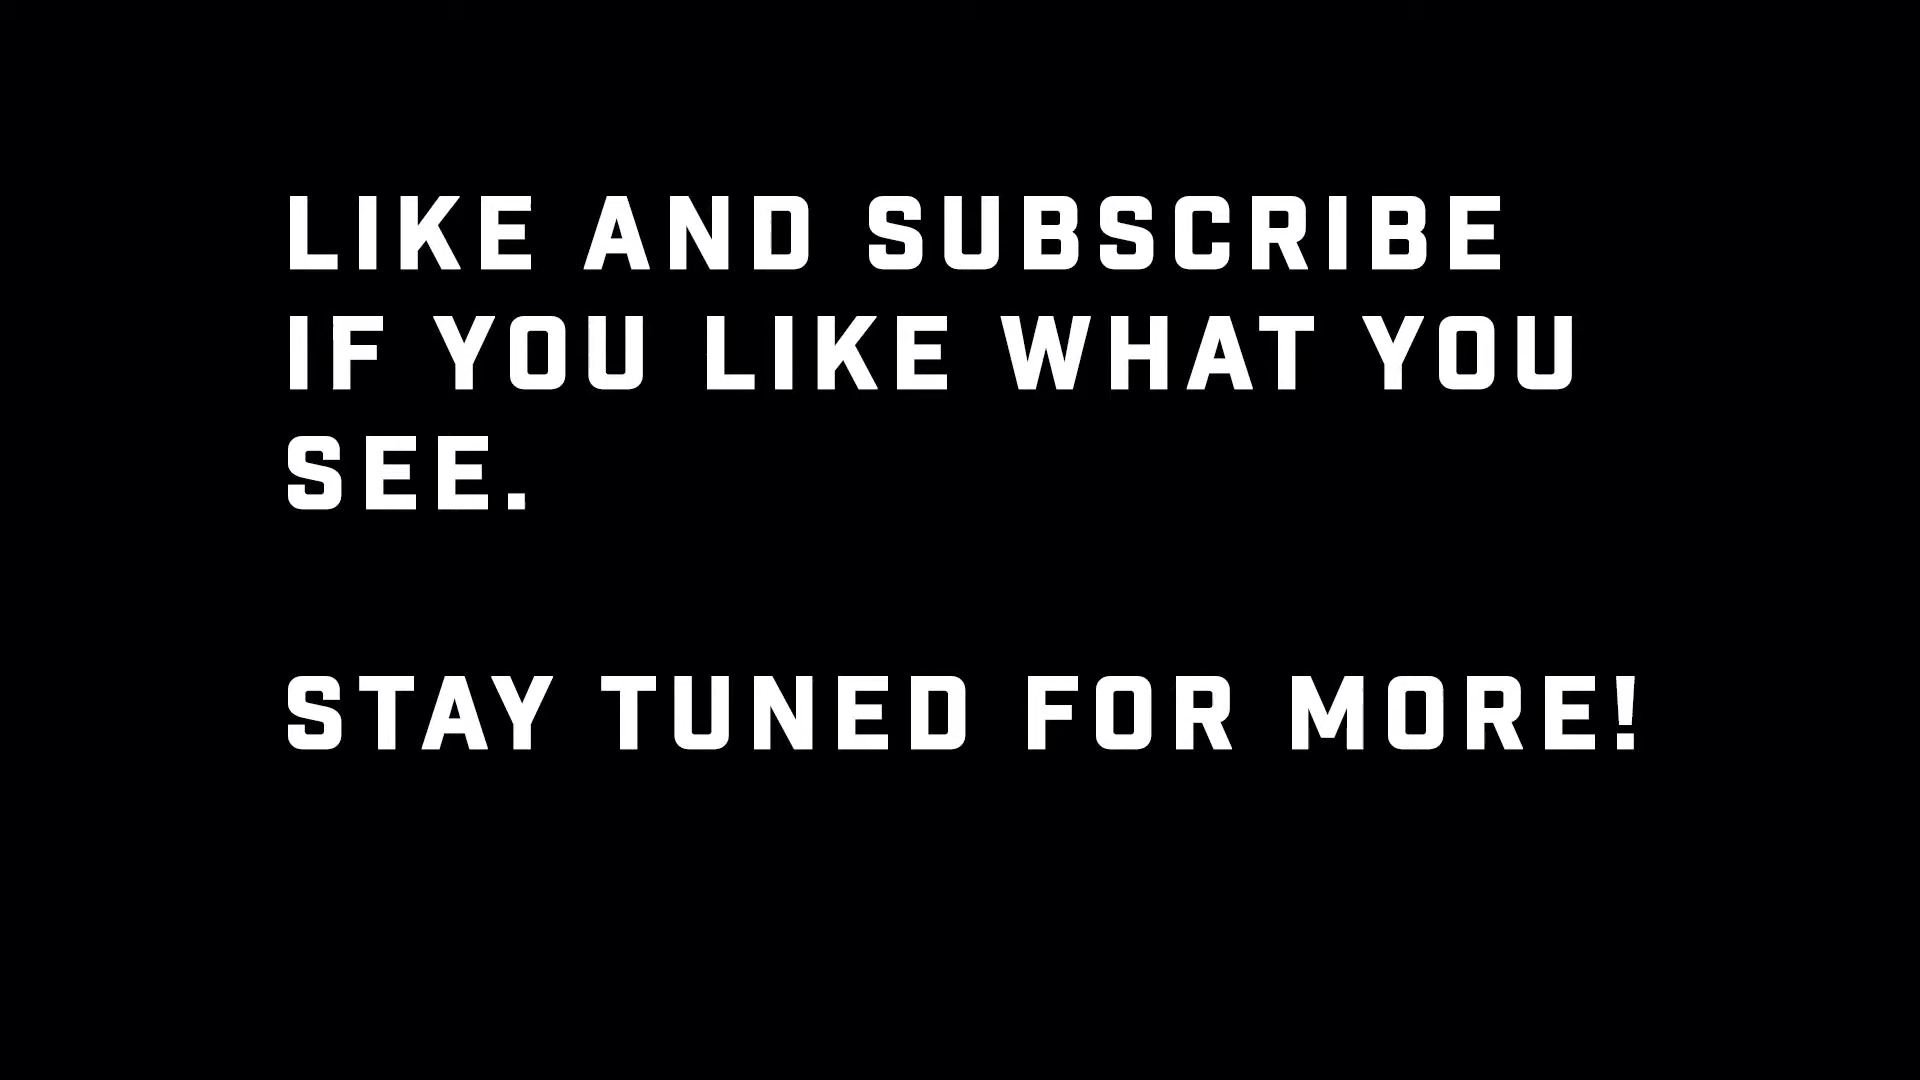 LIKE AND SUBSCRIBE
IF YOU LIKE WHAT YOU
SEE.
STAY TUNED FOR MORE!